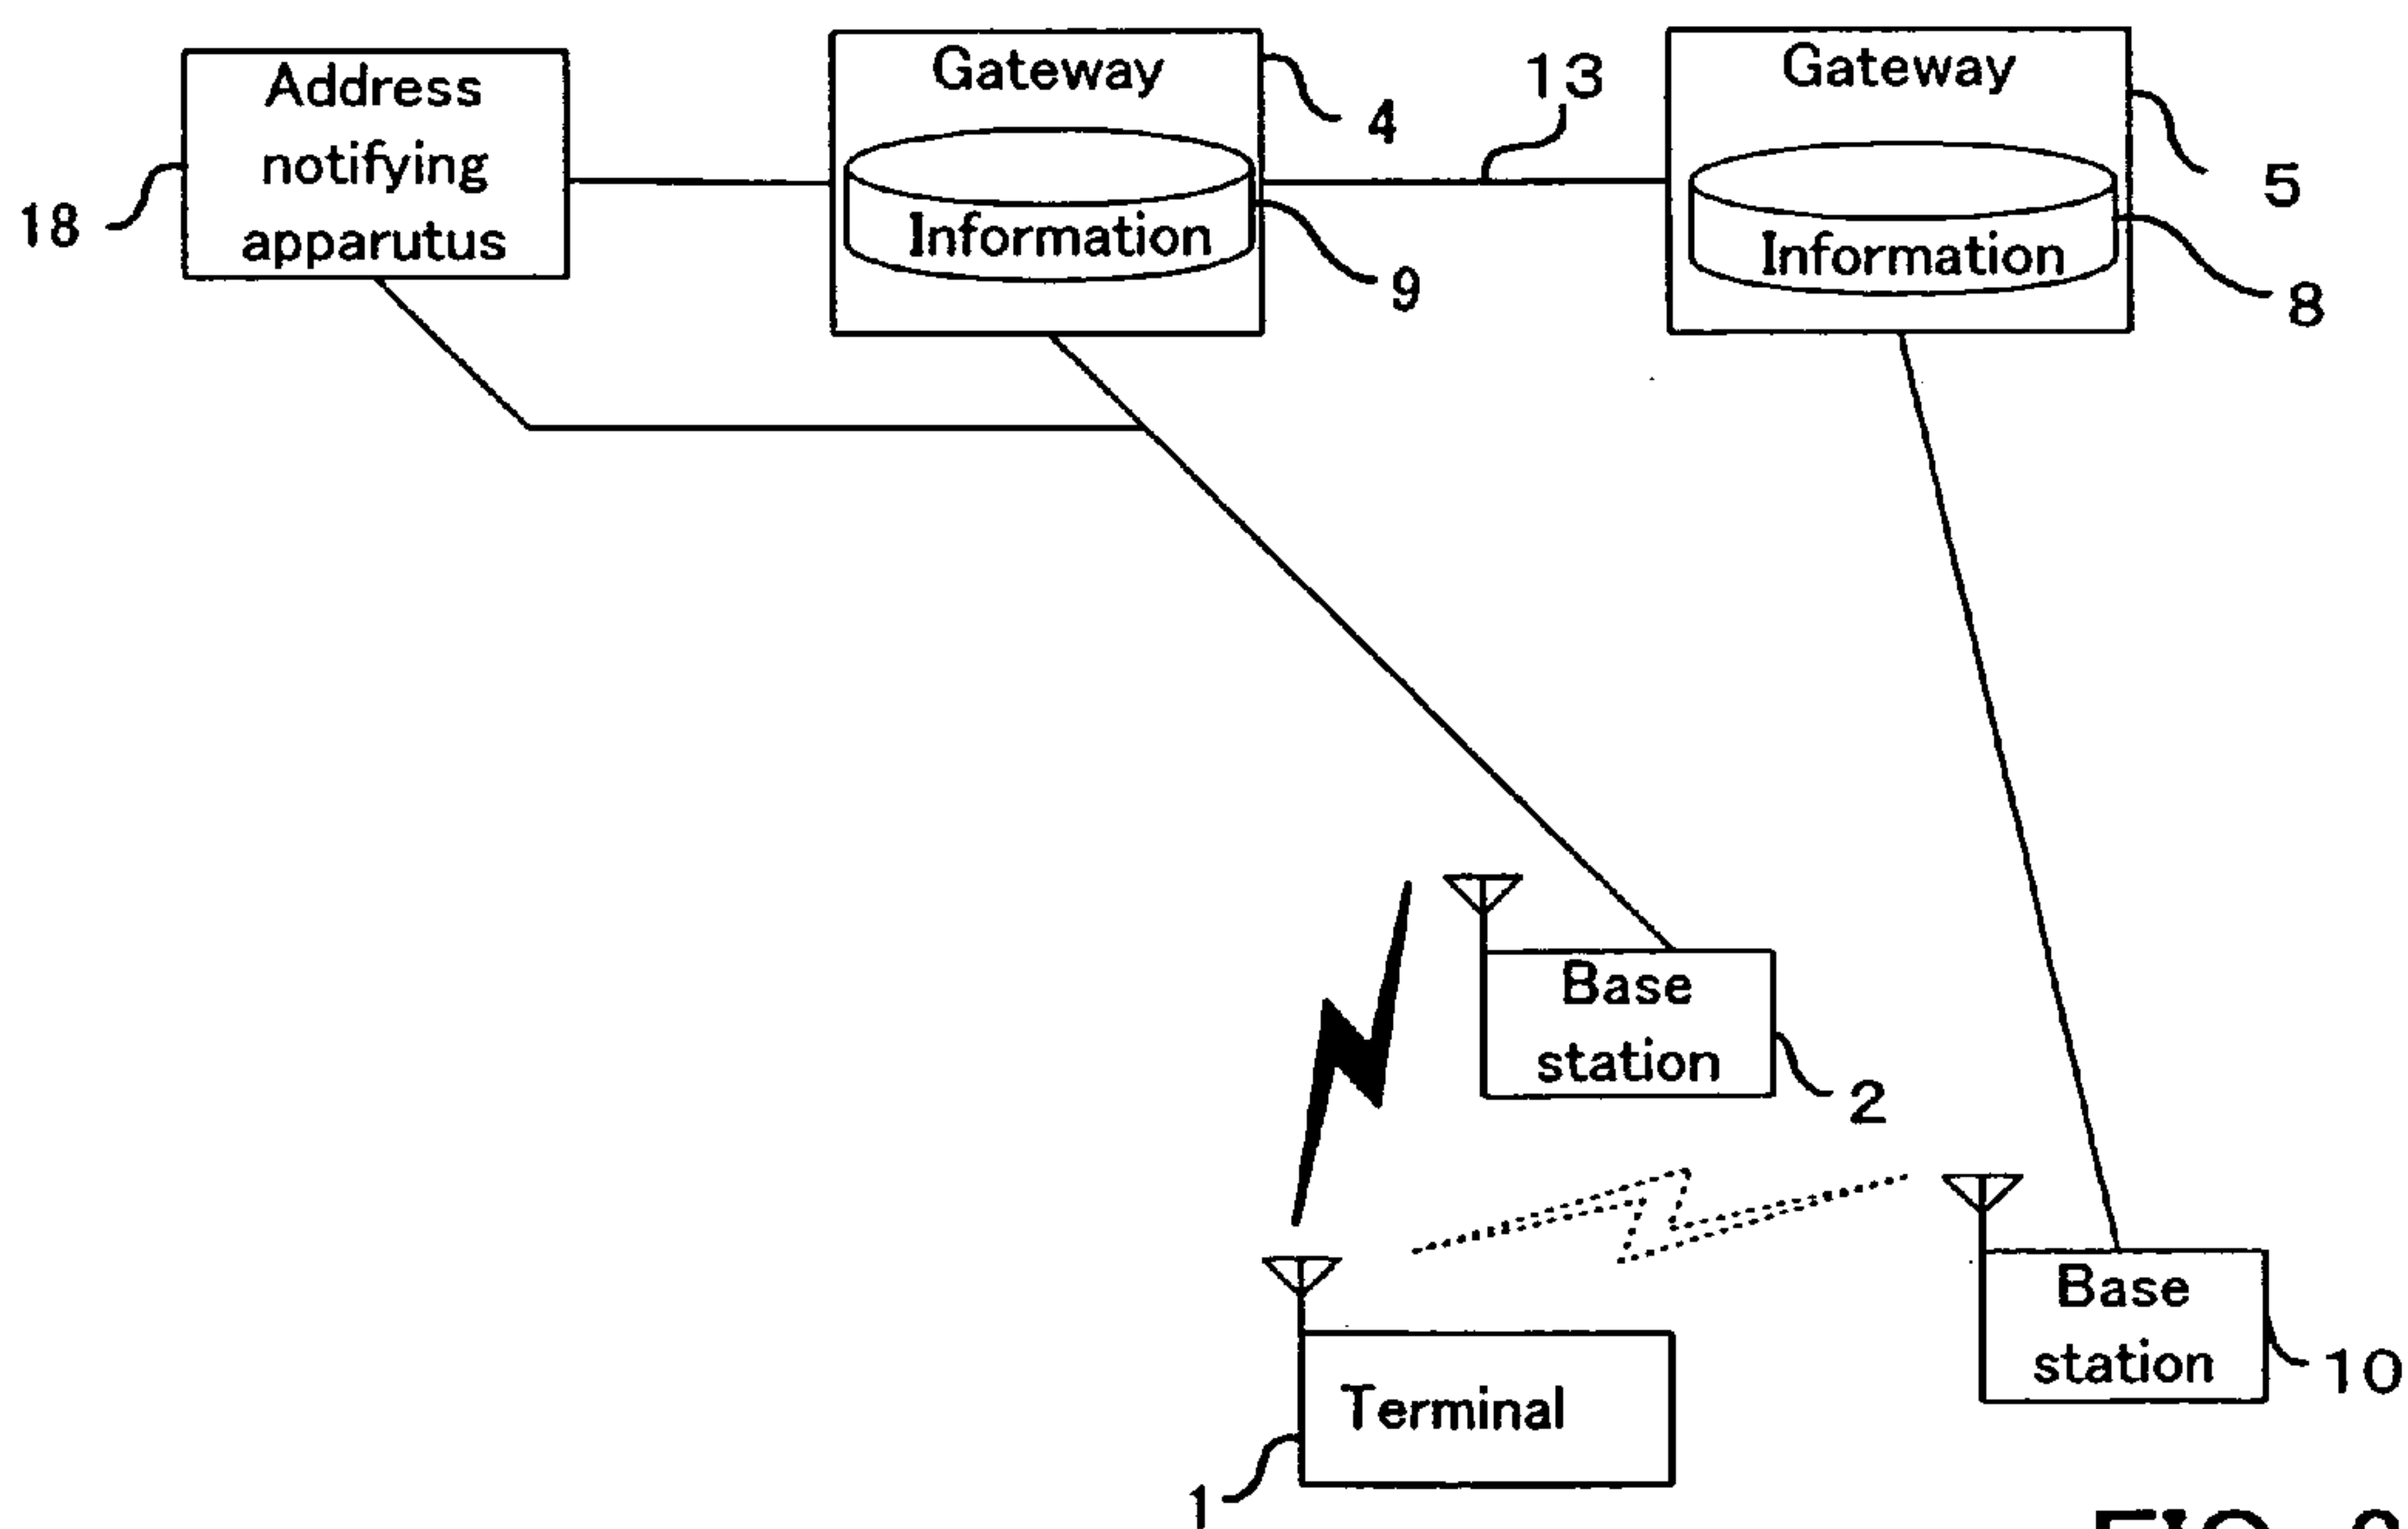 Address
notifying
apparutus
18
Gateway
Information
4
9
13
Gateway
Information
5
8
Base
station
2
Base
station
10
Terminal
1